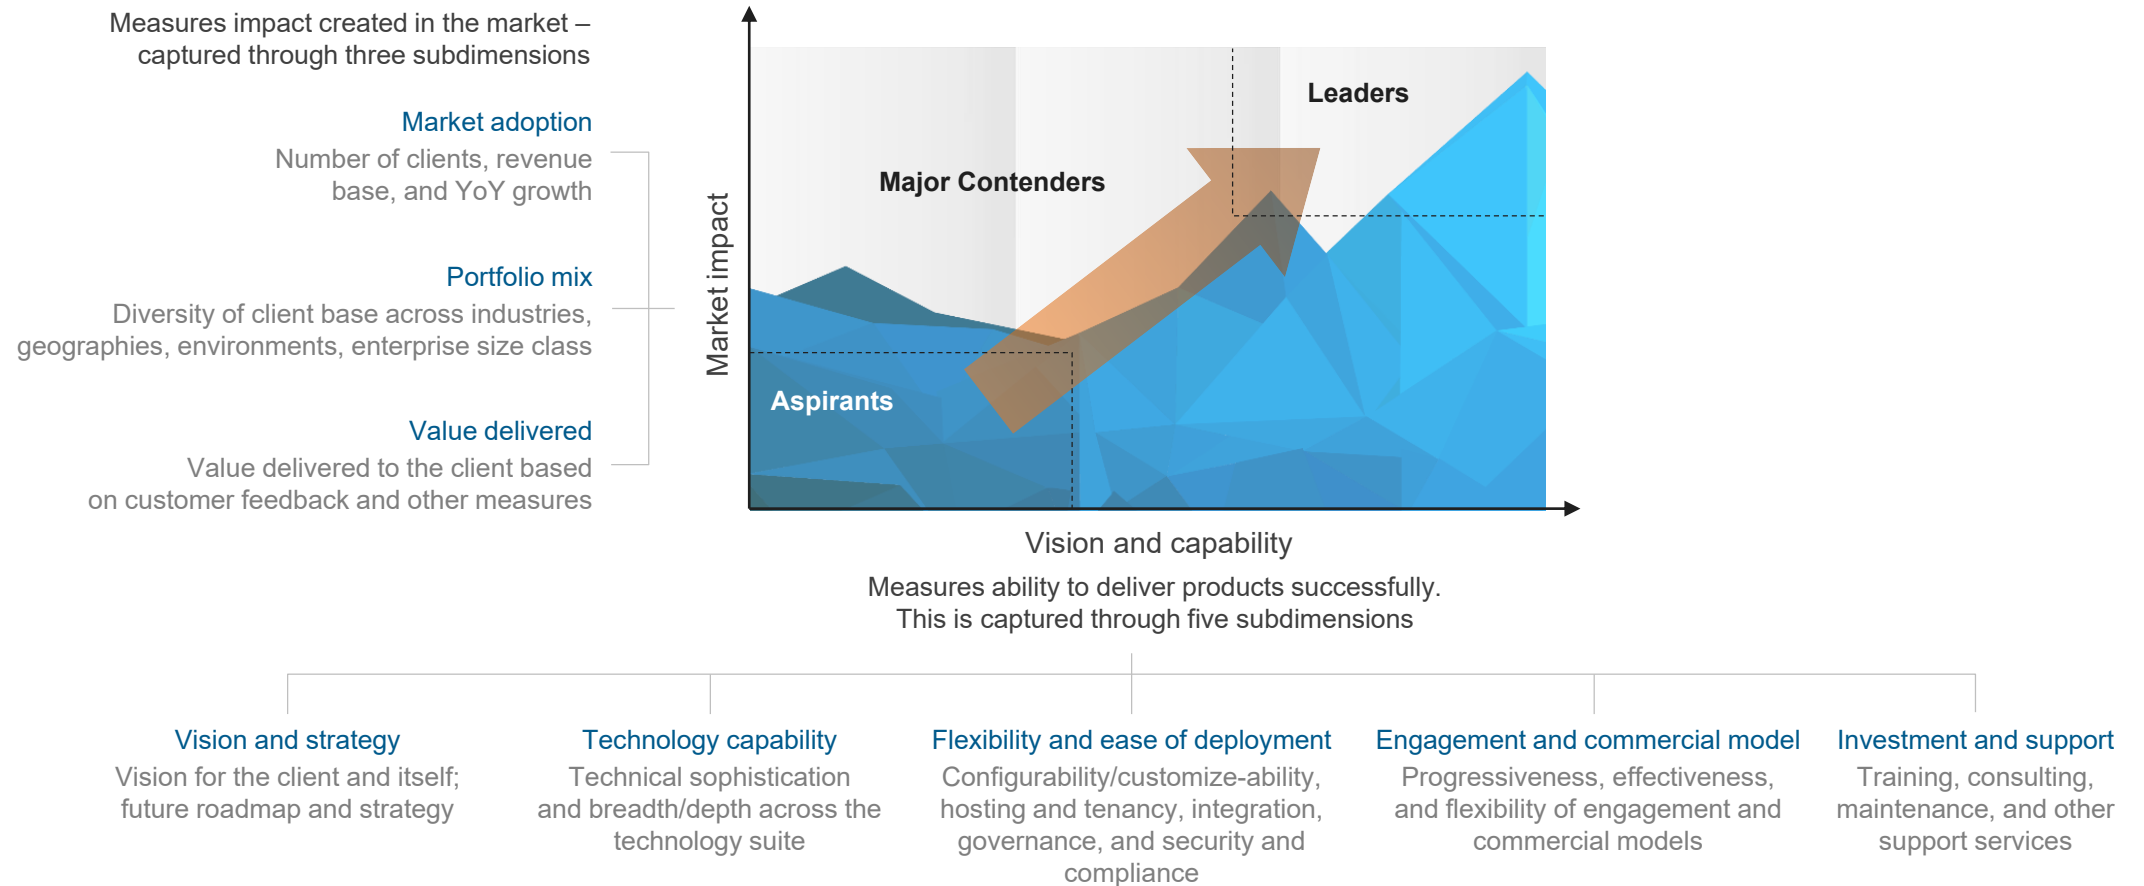 Measures impact created in the market –
captured through three subdimensions
Market adoption
Number of clients, revenue
base, and YoY growth
Portfolio mix
Diversity of client base across industries,
geographies, environments, enterprise size class
Value delivered
Value delivered to the client based
on customer feedback and other measures
Market impact
Leaders
Major Contenders
Aspirants
Vision and capability
Measures ability to deliver products successfully.
This is captured through five subdimensions
Vision and strategy
Vision for the client and itself;
future roadmap and strategy
Technology capability
Technical sophistication
and breadth/depth across the
technology suite
Flexibility and ease of deployment
Configurability/customize-ability,
hosting and tenancy, integration,
governance, and security and
compliance
Engagement and commercial model
Progressiveness, effectiveness,
and flexibility of engagement and
commercial models
Investment and support
Training, consulting,
maintenance, and other
support services